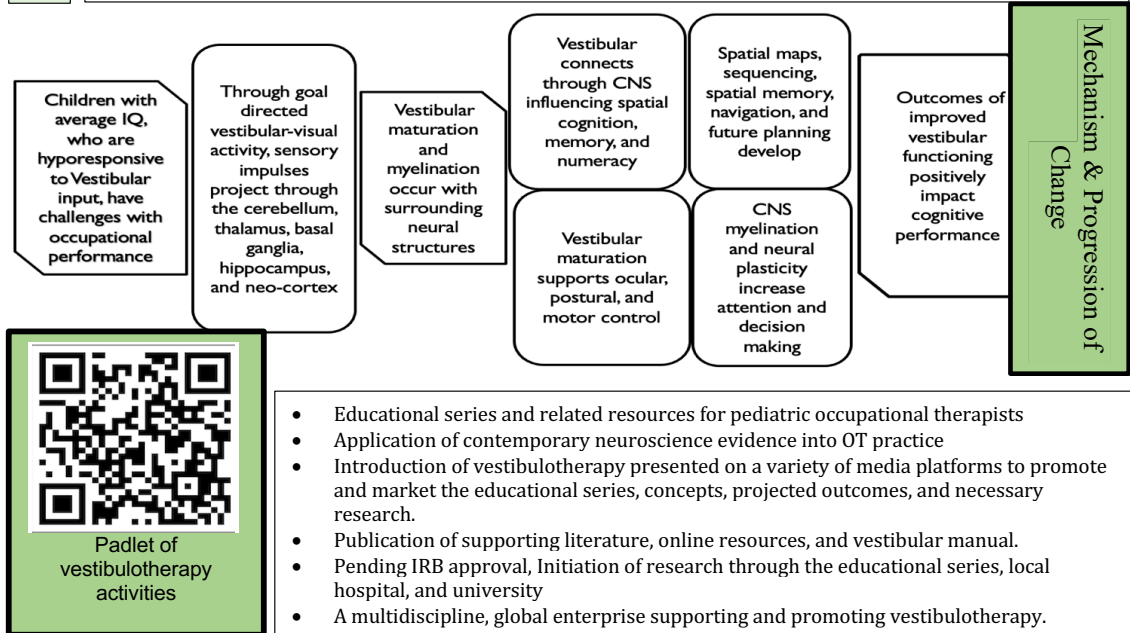 Children with
average IQ,
who are
hyporesponsive
to Vestibular
input, have
challenges with
occupational
performance
Through goal
directed
vestibular-visual
activity, sensory
impulses
project through
the cerebellum,
thalamus, basal
ganglia,
hippocampus,
and neo-cortex
Vestibular
maturation
and
myelination
occur with
surrounding
neural
structures
Vestibular
connects
through CNS
influencing spatial
cognition,
memory, and
numeracy
Spatial maps,
sequencing,
spatial memory,
navigation, and
future planning
develop
Vestibular
maturation
supports ocular,
postural, and
motor control
CNS
myelination
and neural
plasticity
increase
attention and
decision
making
Outcomes of
improved
vestibular
functioning
positively
impact
cognitive
performance
Mechanism & Progression of
Change
Padlet of
vestibulotherapy
activities
• Educational series and related resources for pediatric occupational therapists
• Application of contemporary neuroscience evidence into OT practice
• Introduction of vestibulotherapy presented on a variety of media platforms to promote
and market the educational series, concepts, projected outcomes, and necessary
research.
• Publication of supporting literature, online resources, and vestibular manual.
• Pending IRB approval, Initiation of research through the educational series, local
hospital, and university
• A multidiscipline, global enterprise supporting and promoting vestibulotherapy.